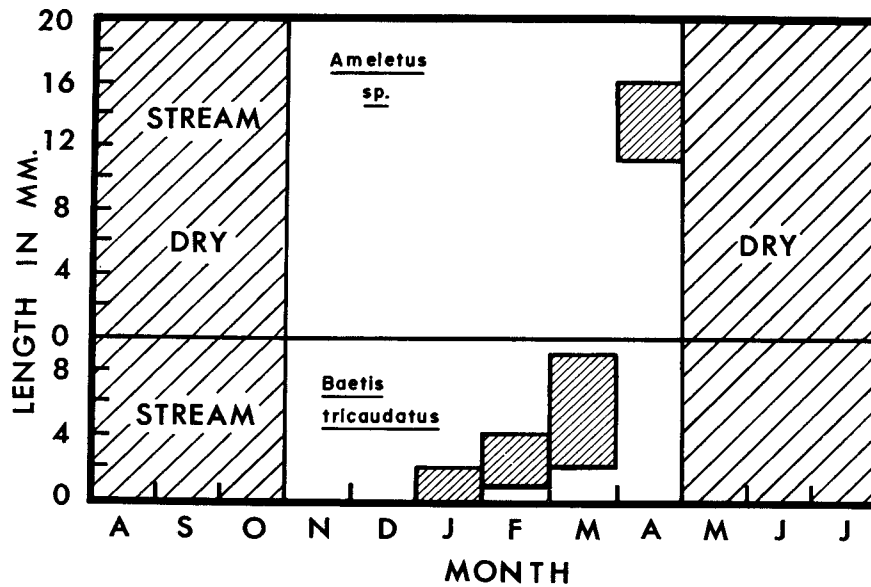 20
16
12
8
4
0
8
4
0
LENGTH IN MM.
Ameletus
sp.
STREAM
DRY
DRY
Baetis
tricaudatus
STREAM
A S O N D J F M A M J J
MONTH